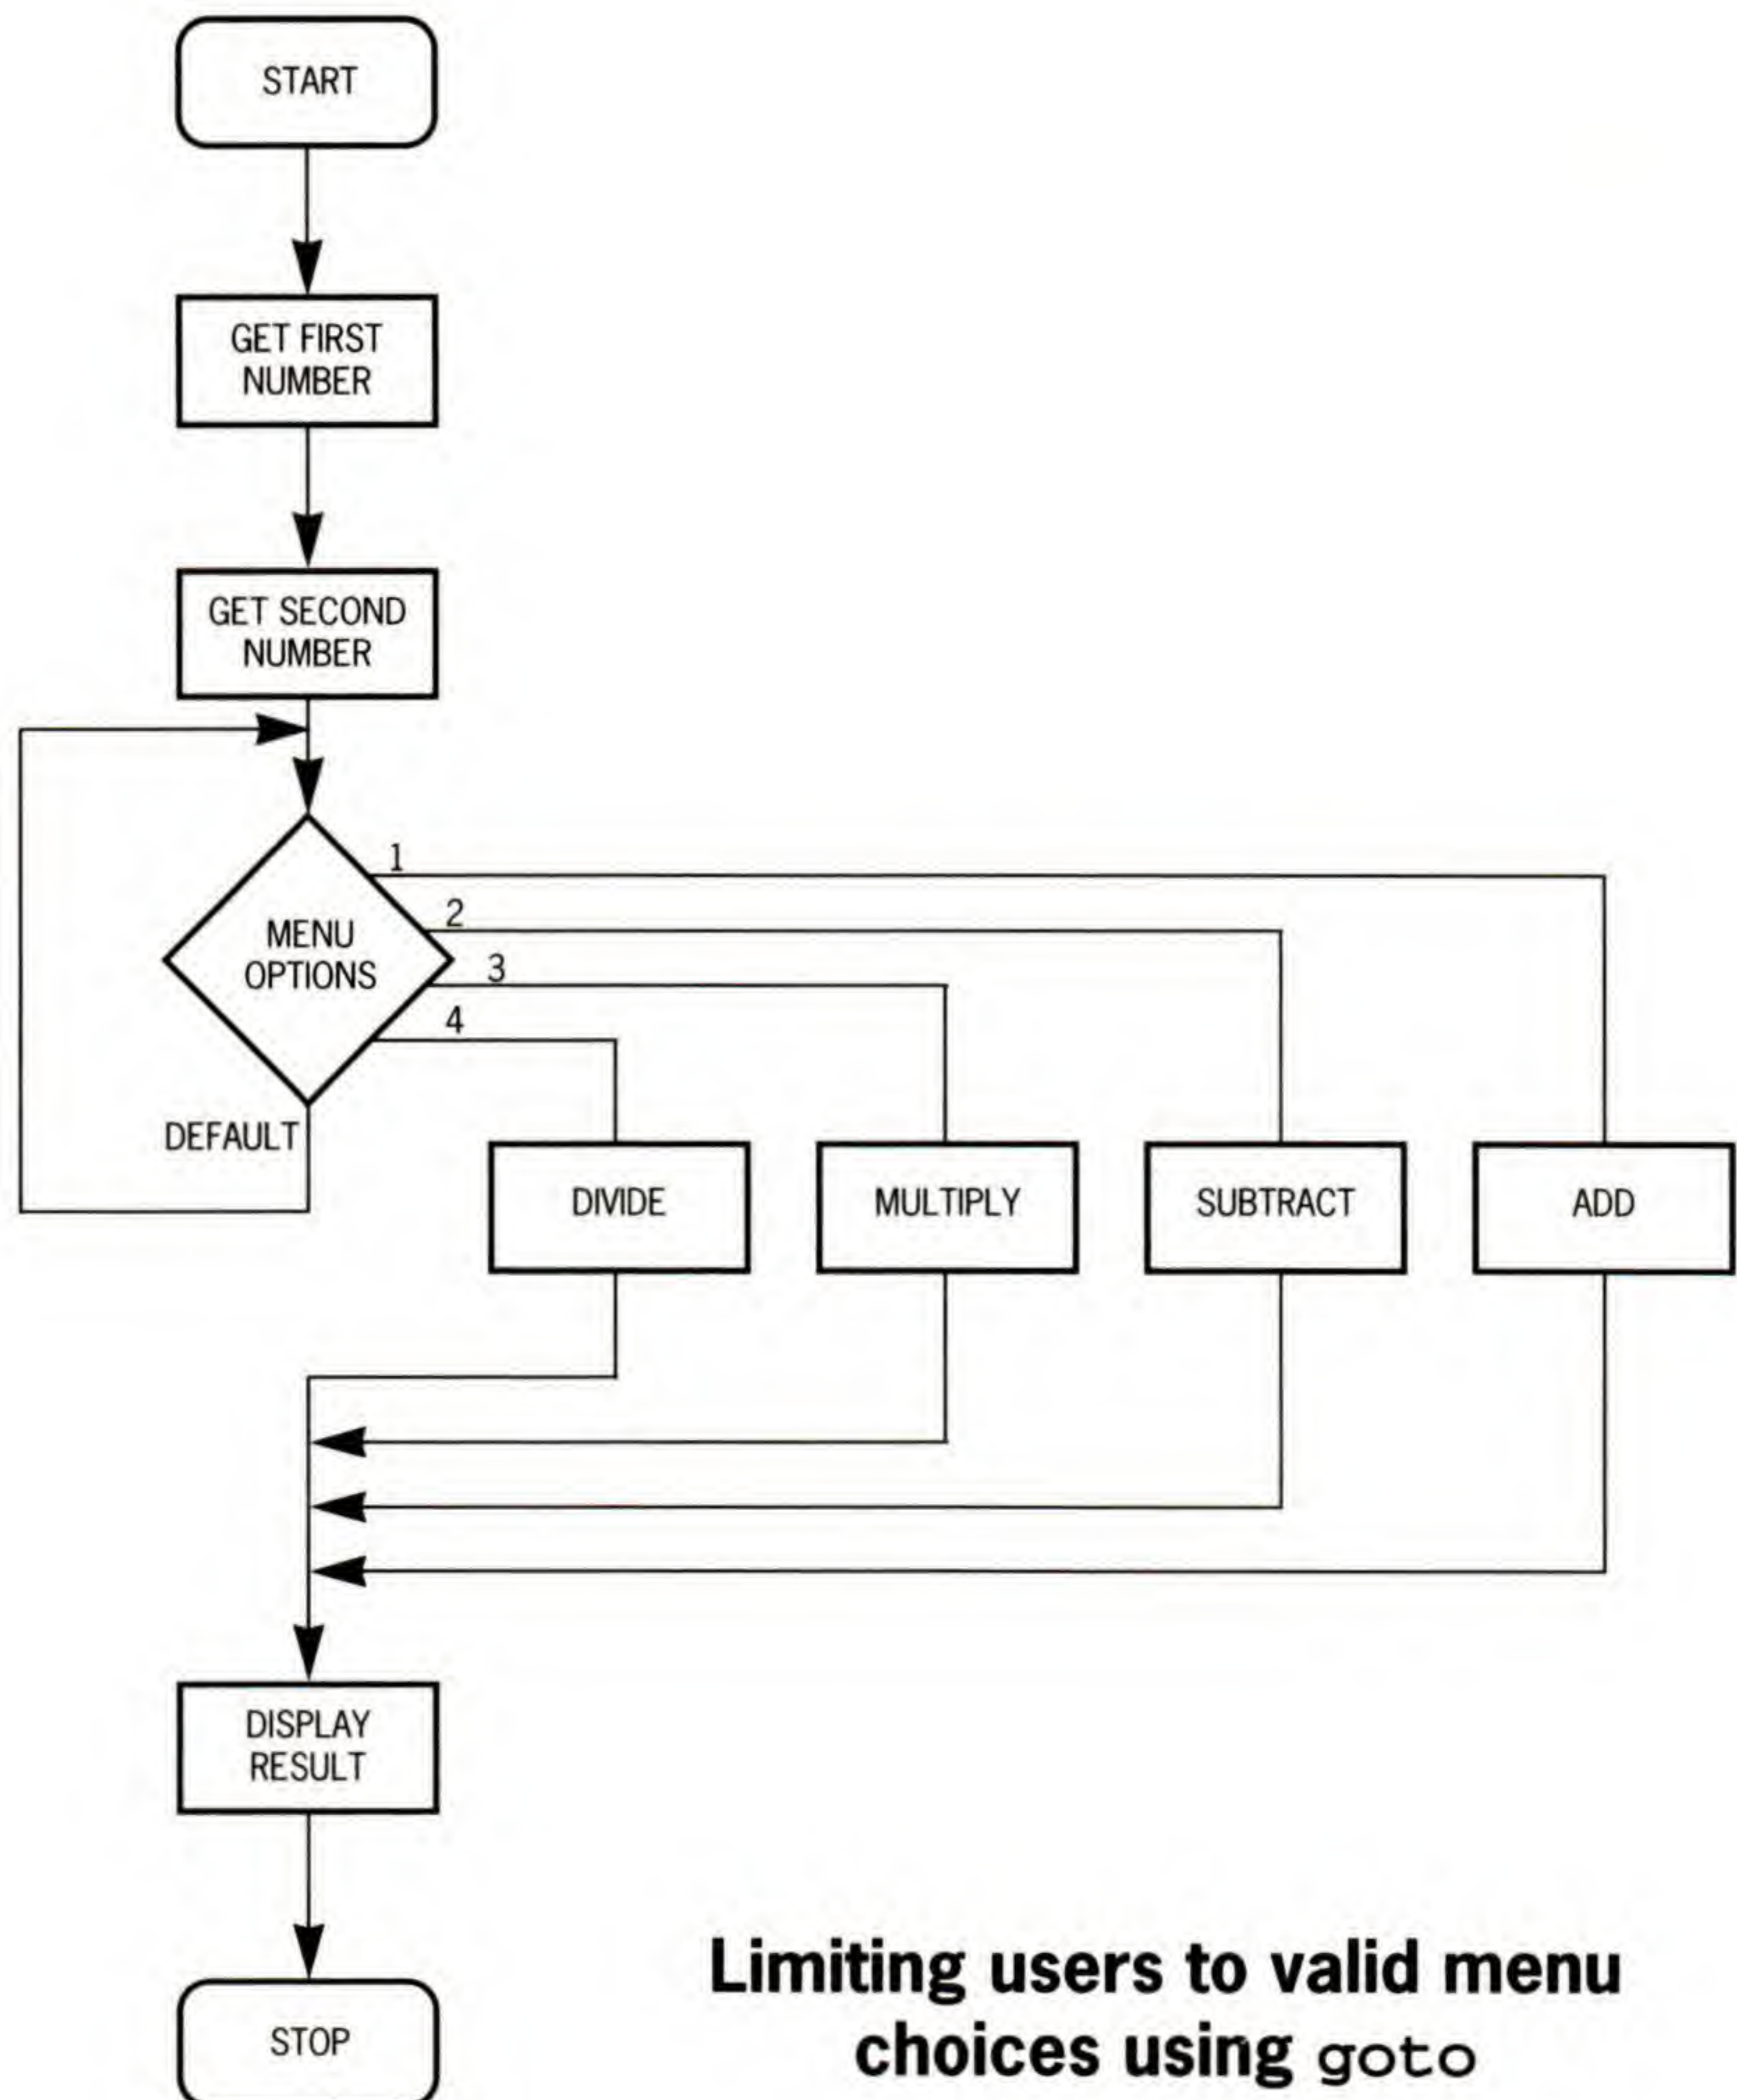 START
GET FIRST
NUMBER
GET SECOND
NUMBER
1
2
MENU
OPTIONS
3
4
DEFAULT
DIVIDE
MULTIPLY
SUBTRACT
ADD
DISPLAY
RESULT
STOP
Limiting users to valid menu
choices using goto